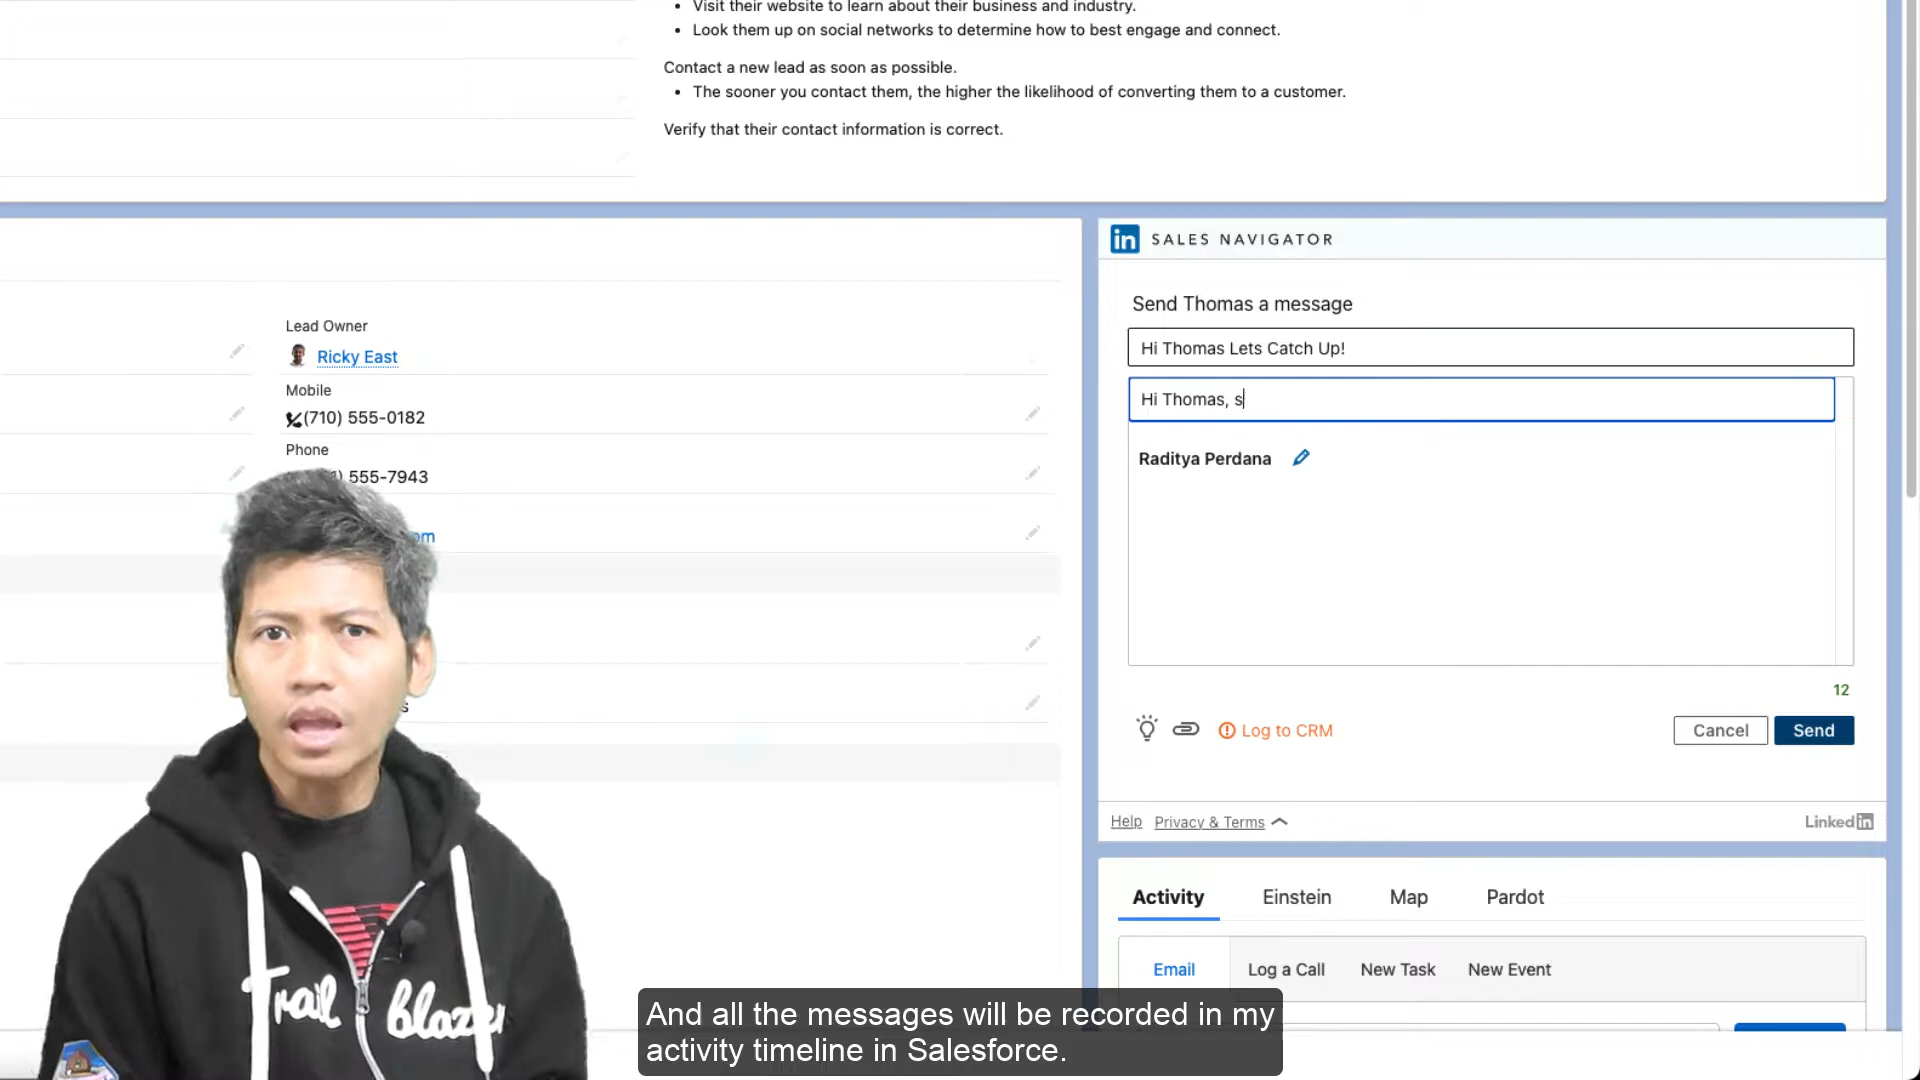 Visit their website to learn about their business and industry.
Look them up on social networks to determine how to best engage and connect.
Contact a new lead as soon as possible.
The sooner you contact them, the higher the likelihood of converting them to a customer.
Verify that their contact information is correct.
in SALES NAVIGATOR
Send Thomas a message
Hi Thomas Lets Catch Up!
Hi Thomas, s
Raditya Perdana
12
Log to CRM
Cancel
Send
Help
Privacy & Terms
Linkedin
Lead Owner
Ricky East
Mobile
(710) 555-0182
Phone
555-7943
om
s
Activity
Einstein
Map
Pardot
Email
Log a Call
New Task
New Event
Trail blazer
And all the messages will be recorded in my
activity timeline in Salesforce.